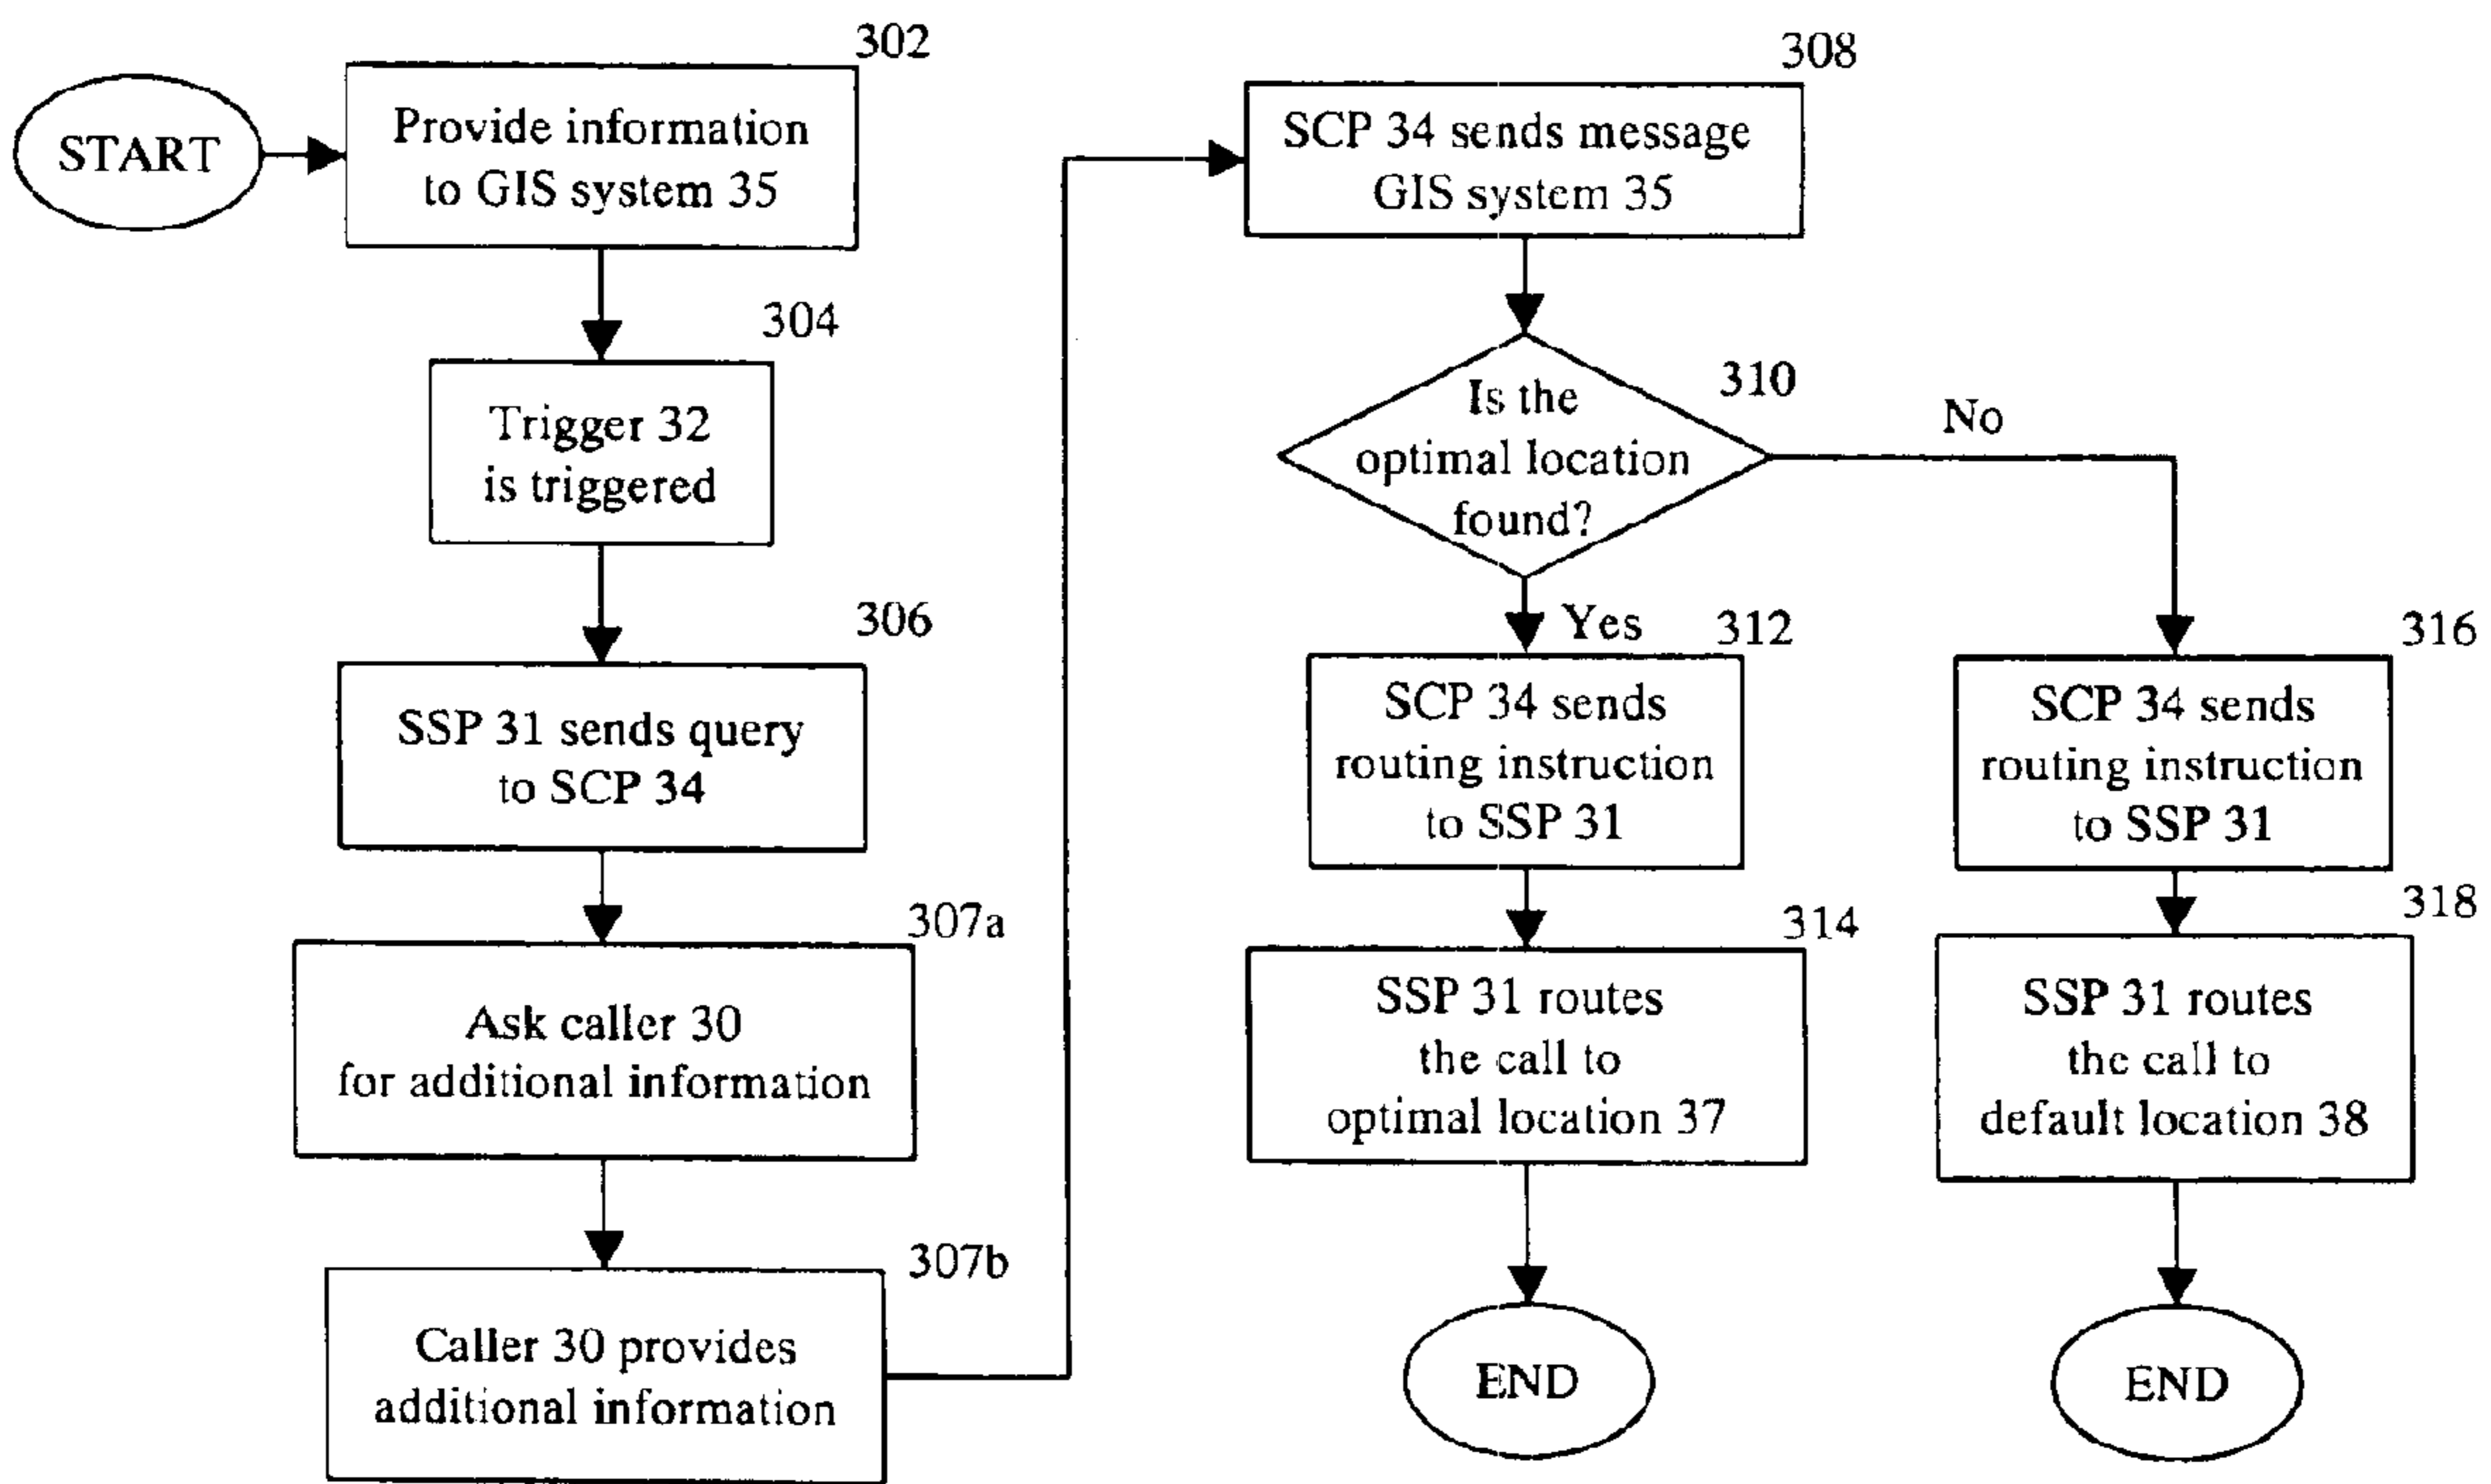 START
302
Provide information
to GIS system 35
304
Trigger 32
is triggered
306
SSP 31 sends query
to SCP 34
307a
Ask caller 30
for additional information
307b
Caller 30 provides
additional information
308
SCP 34 sends message
GIS system 35
310
Is the
optimal location
found?
No
Yes
312
SCP 34 sends
routing instruction
to SSP 31
314
SSP 31 routes
the call to
optimal location 37
END
316
SCP 34 sends
routing instruction
to SSP 31
318
SSP 31 routes
the call to
default location 38
END